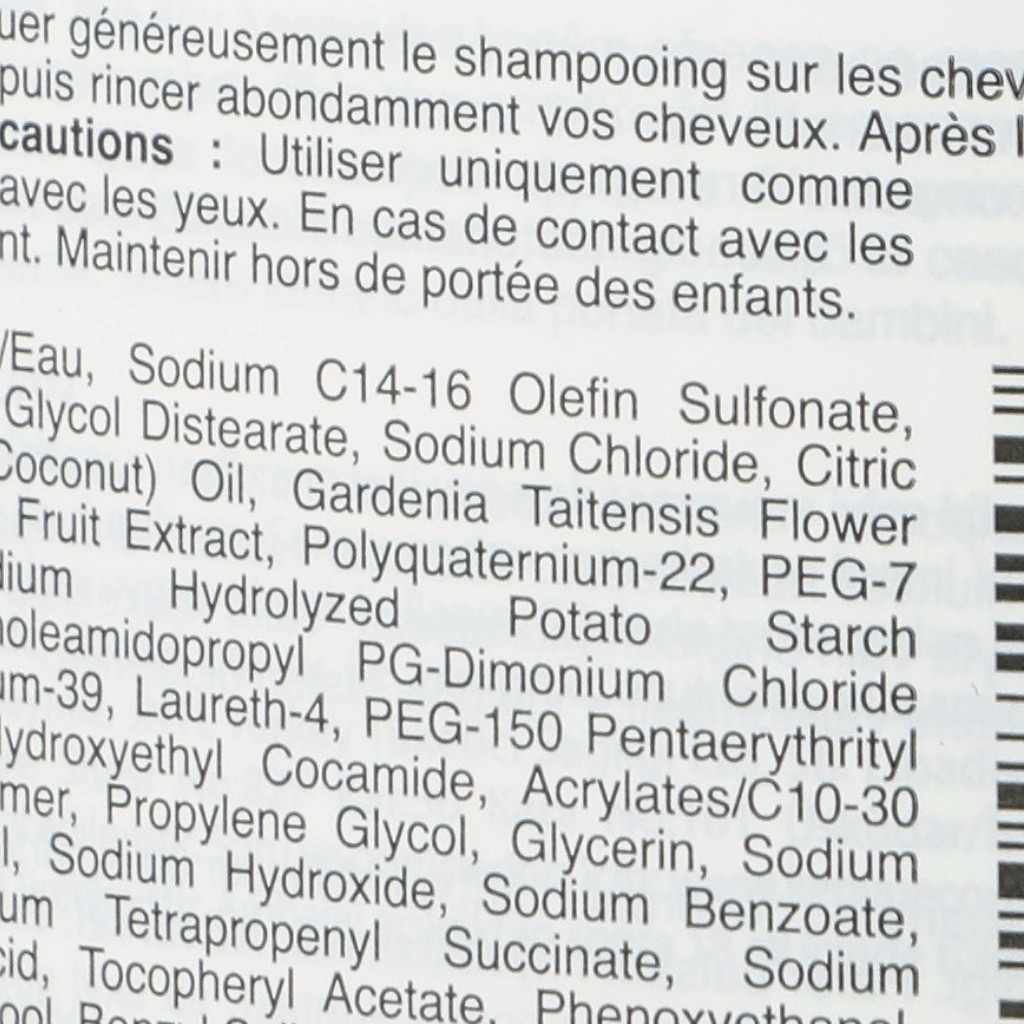 uer généreusement le shampooing sur les chev
puis rincer abondamment vos cheveux. Après l
cautions : Utiliser uniquement comme
avec les yeux. En cas de contact avec les
nt. Maintenir hors de portée des enfants.
/Eau, Sodium C14-16 Olefin Sulfonate,
Glycol Distearate, Sodium Chloride, Citric
Coconut) Oil, Gardenia Taitensis Flower
Fruit Extract, Polyquaternium-22, PEG-7
dium Hydrolyzed Potato Starch
noleamidopropyl PG-Dimonium Chloride
um-39, Laureth-4, PEG-150 Pentaerythrityl
lydroxyethyl Cocamide, Acrylates/C10-30
mer, Propylene Glycol, Glycerin, Sodium
l, Sodium Hydroxide, Sodium Benzoate,
um Tetrapropenyl Succinate, Sodium
cid, Tocopheryl Acetate, Phenoxyethanol